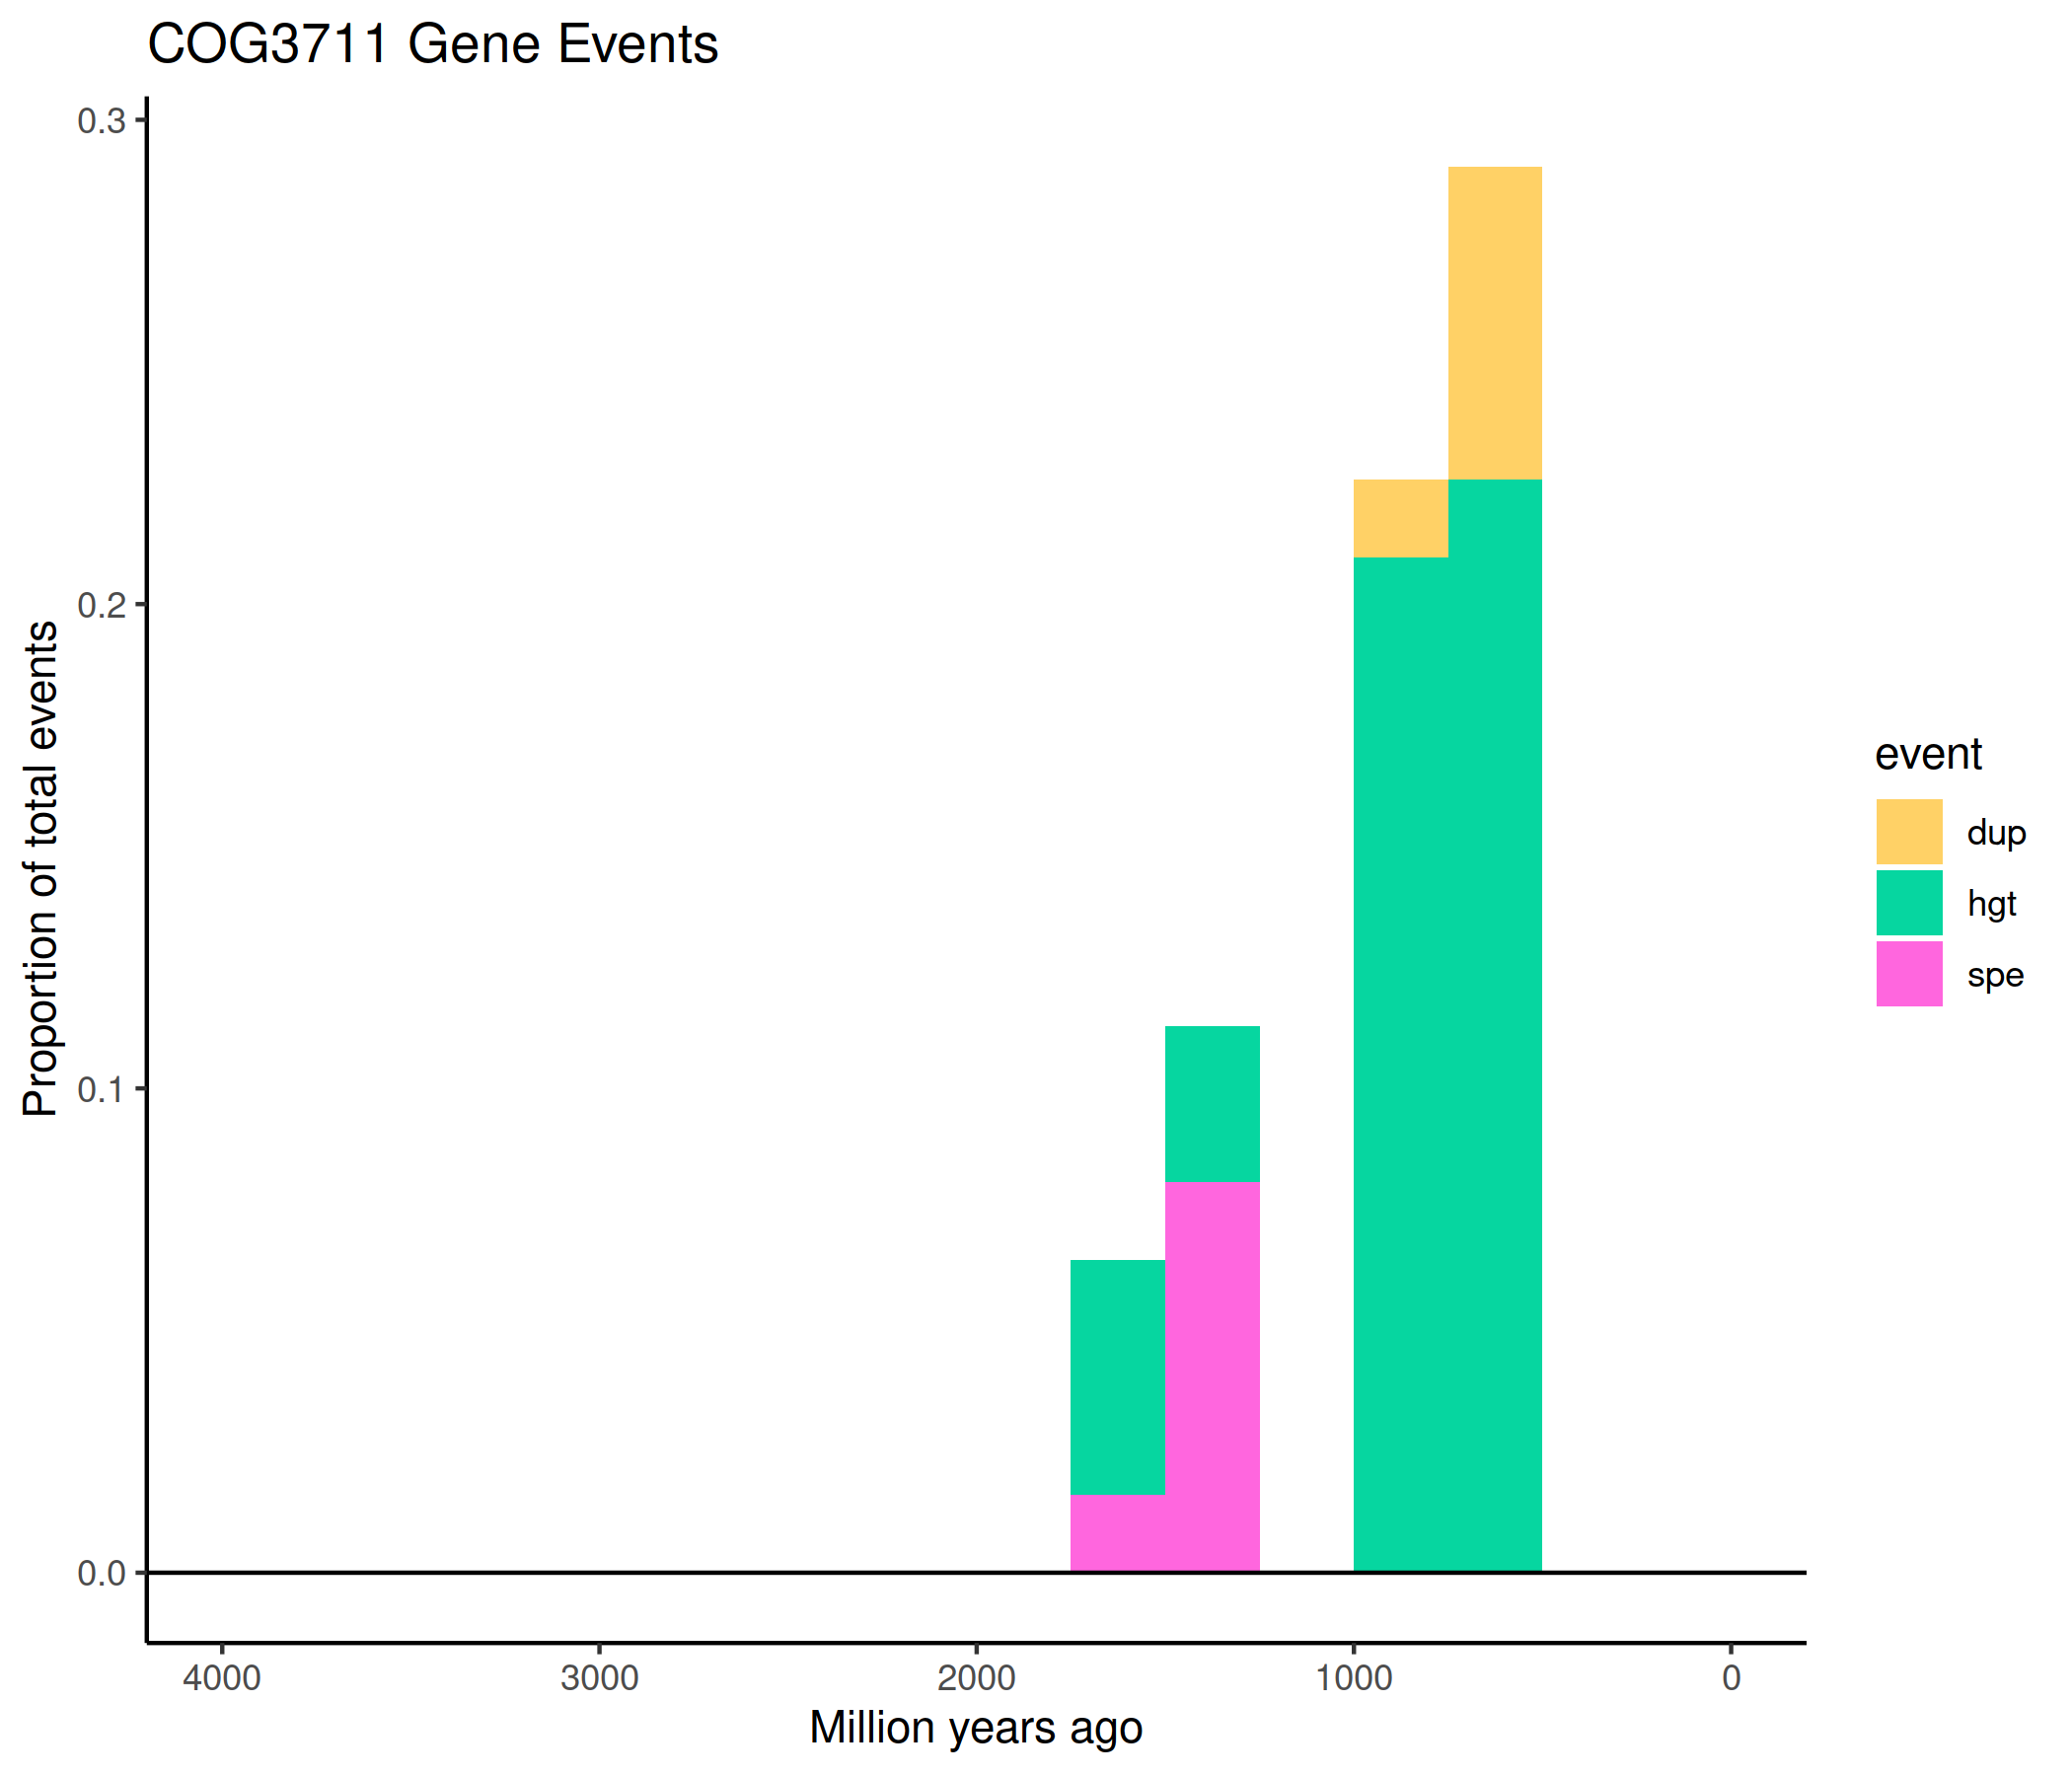 COG3711 Gene Events
Proportion of total events
0.3
0.2
0.1
0.0
4000 3000 2000 1000 0
Million years ago
event
dup
hgt
spe